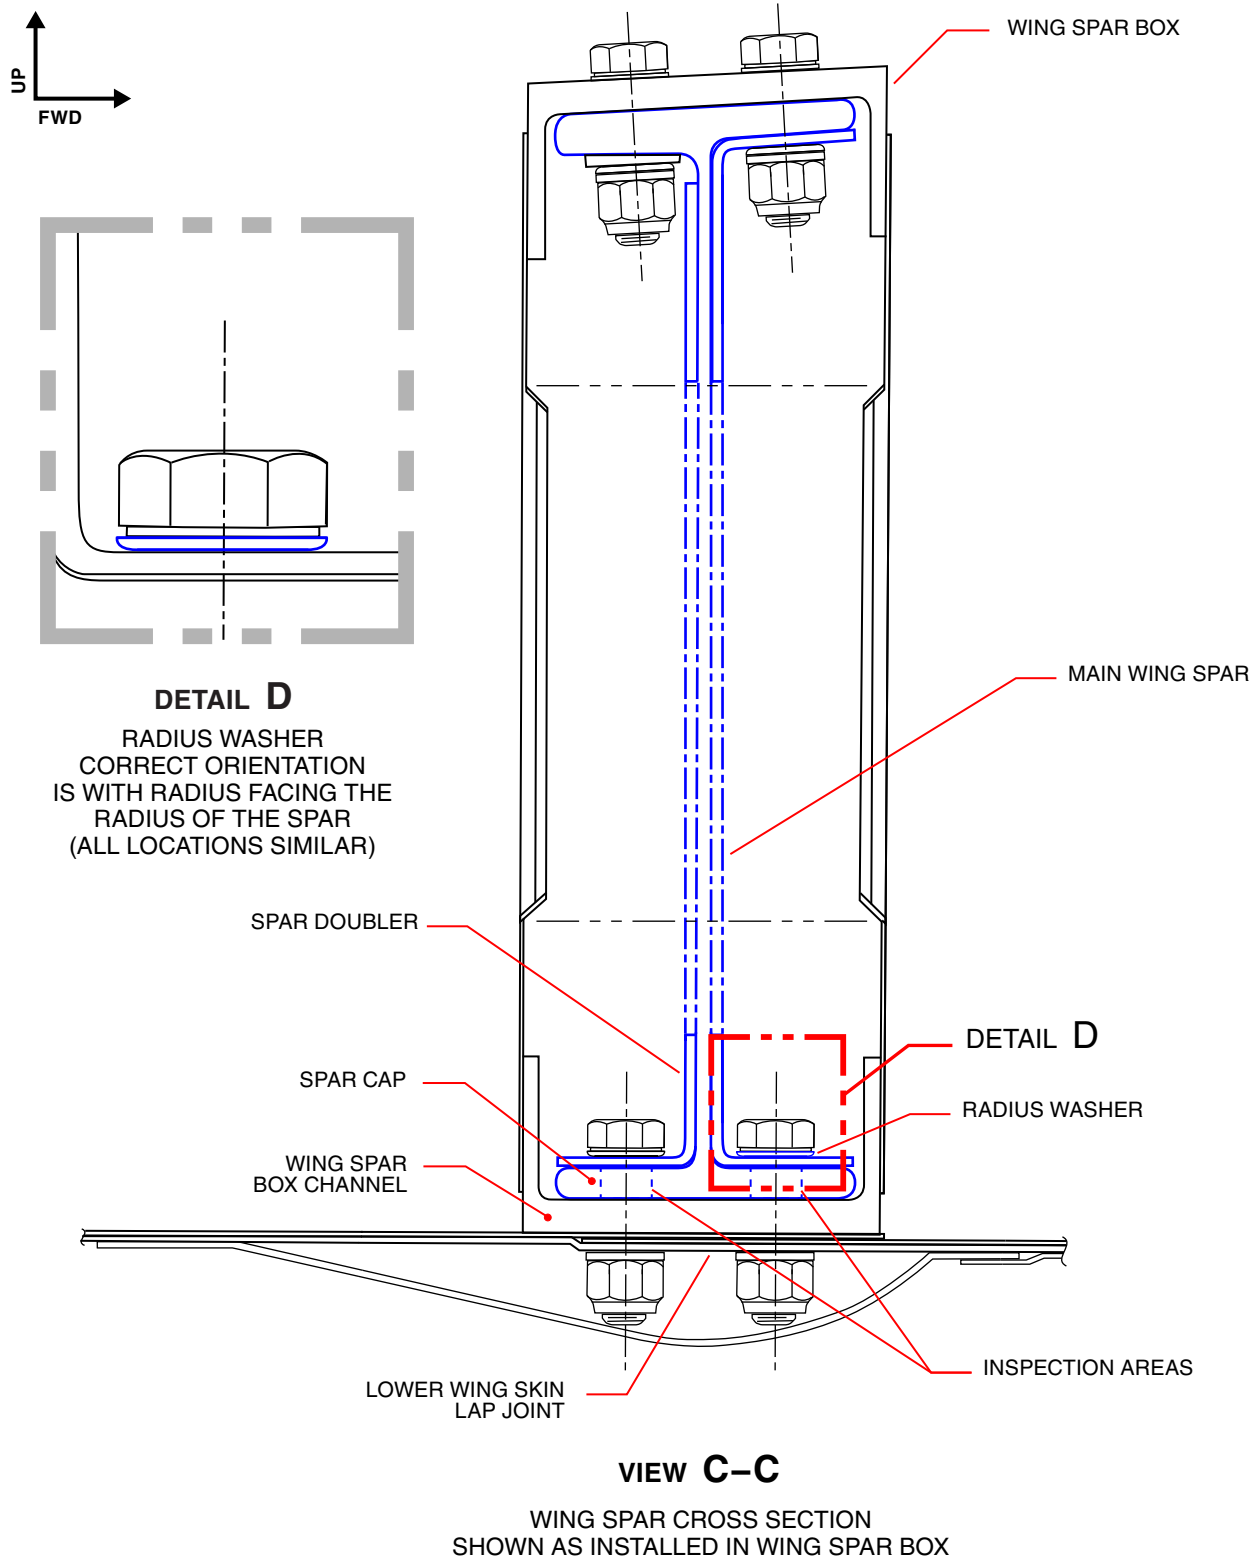 WING SPAR BOX
UP
FWD
DETAIL D
RADIUS WASHER
CORRECT ORIENTATION
IS WITH RADIUS FACING THE
RADIUS OF THE SPAR
(ALL LOCATIONS SIMILAR)
MAIN WING SPAR
SPAR DOUBLER
DETAIL D
SPAR CAP
RADIUS WASHER
WING SPAR
BOX CHANNEL
INSPECTION AREAS
LOWER WING SKIN
LAP JOINT
VIEW C–C
WING SPAR CROSS SECTION
SHOWN AS INSTALLED IN WING SPAR BOX